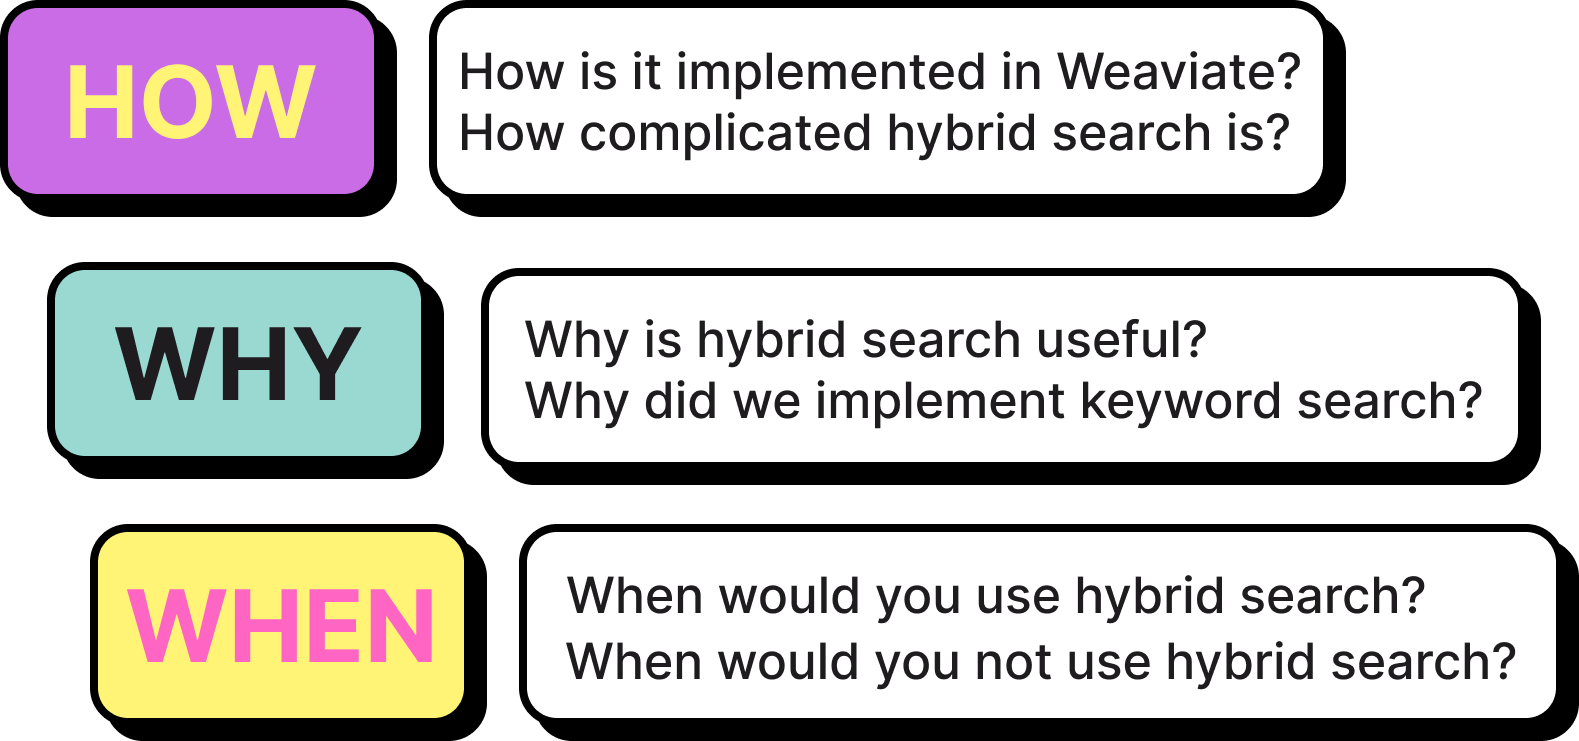 HOW
How is it implemented in Weaviate?
How complicated hybrid search is?
WHY
Why is hybrid search useful?
Why did we implement keyword search?
WHEN
When would you use hybrid search?
When would you not use hybrid search?